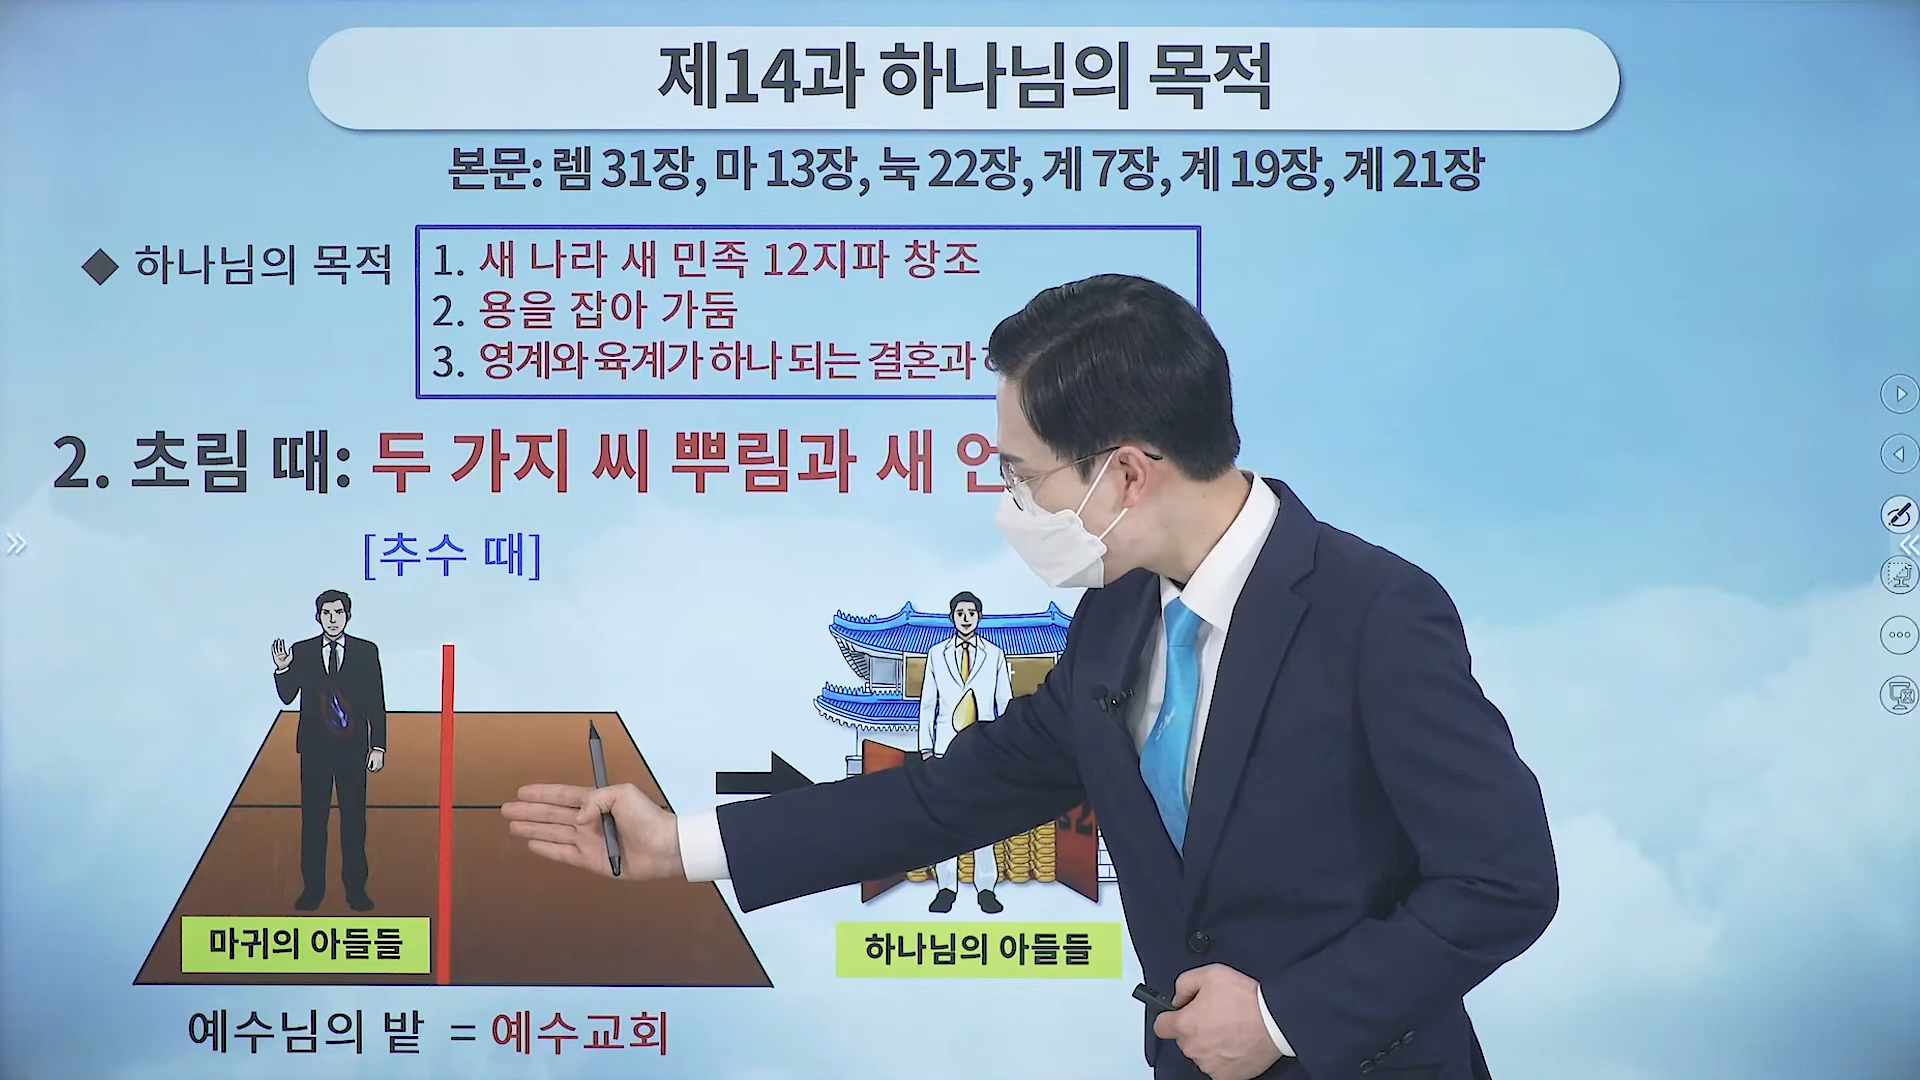 제14과 하나님의 목적
본문: 렘 31장, 마 13장, 눅 22장, 계 7장, 계 19장, 계 21장
◆ 하나님의 목적
1. 새 나라 새 민족 12지파 창조
2. 용을 잡아 가둠
3. 영계와 육계가 하나 되는 결혼과
2. 초림 때: 두 가지 씨 뿌림과 새
[추수 때]
마귀의 아들들
하나님의 아들들
예수님의 밭 = 예수교회